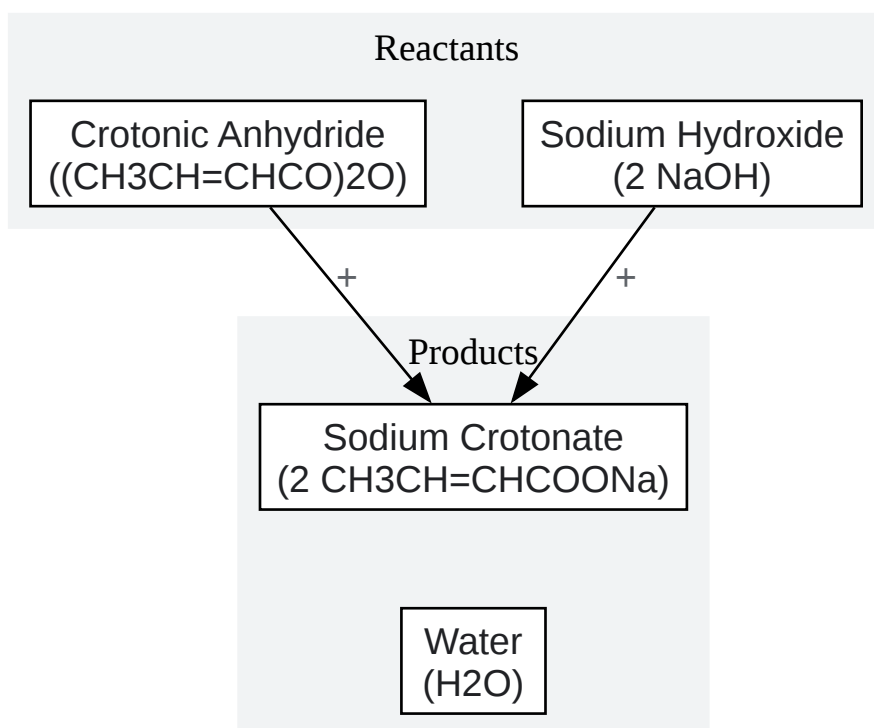 Reactants
Crotonic Anhydride
((CH3CH=CHCO)2O)
Sodium Hydroxide
(2 NaOH)
+
+
Products
Sodium Crotonate
(2 CH3CH=CHCOONa)
Water
(H2O)